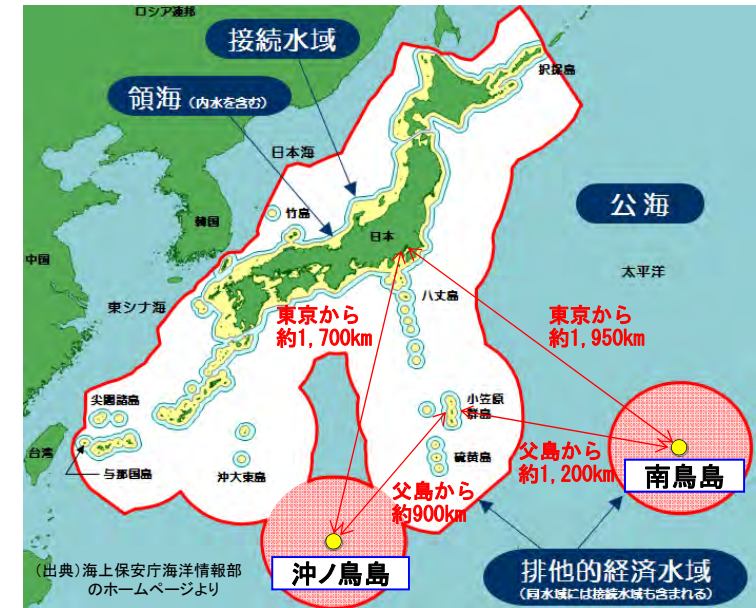 ロシア連邦
接続水域
択捉島
領海（内水を含む）
日本海
竹島
公海
韓国
日本
中国
太平洋
東シナ海
八丈島
東京から
約1,700km
東京から
約1,950km
尖閣諸島
小笠原
群島
台湾
硫黄島
父島から
約1,200km
南鳥島
与那国島
沖大東島
父島から
約900km
沖ノ鳥島
排他的経済水域
（同水域には接続水域も含まれる）
（出典）海上保安庁海洋情報部
のホームページより